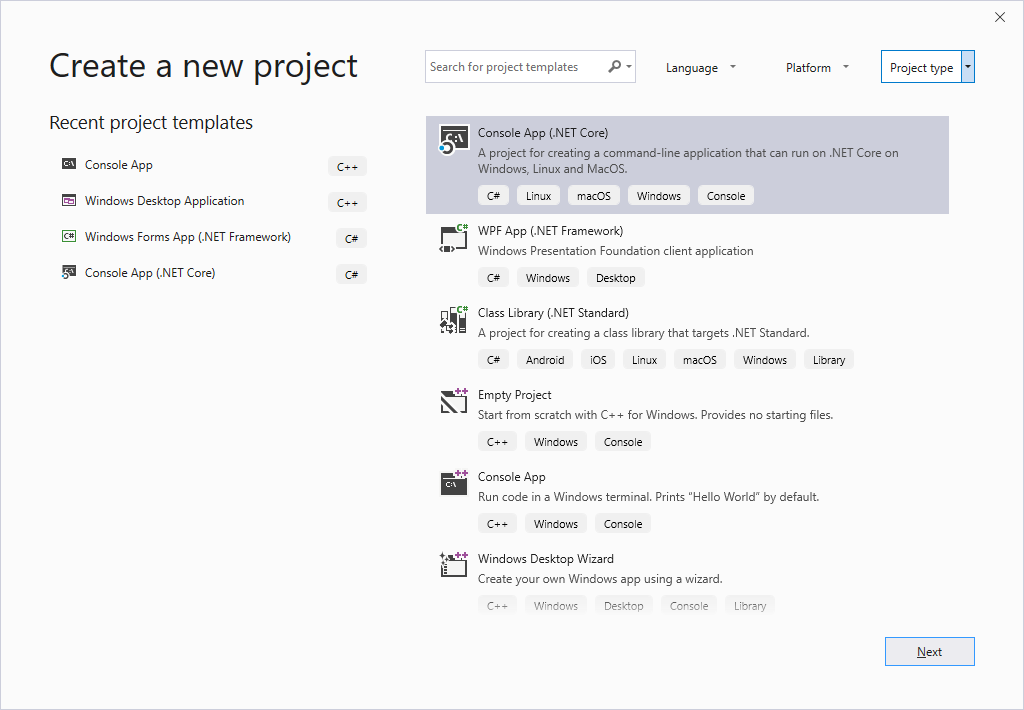 Create a new project
Search for project templates
Language
Platform
Project type
Recent project templates
C:\ Console App C++
Windows Desktop Application C++
C# Windows Forms App (.NET Framework) C#
Console App (.NET Core) C#
C:\ Console App (.NET Core)
A project for creating a command-line application that can run on .NET Core on
Windows, Linux and MacOS.
C# Linux macOS Windows Console
C# WPF App (.NET Framework)
Windows Presentation Foundation client application
C# Windows Desktop
C# Class Library (.NET Standard)
A project for creating a class library that targets .NET Standard.
C# Android iOS Linux macOS Windows Library
++ Empty Project
Start from scratch with C++ for Windows. Provides no starting files.
C++ Windows Console
++ C:\ Console App
Run code in a Windows terminal. Prints “Hello World” by default.
C++ Windows Console
++ Windows Desktop Wizard
Create your own Windows app using a wizard.
C++ Windows Desktop Console Library
Next